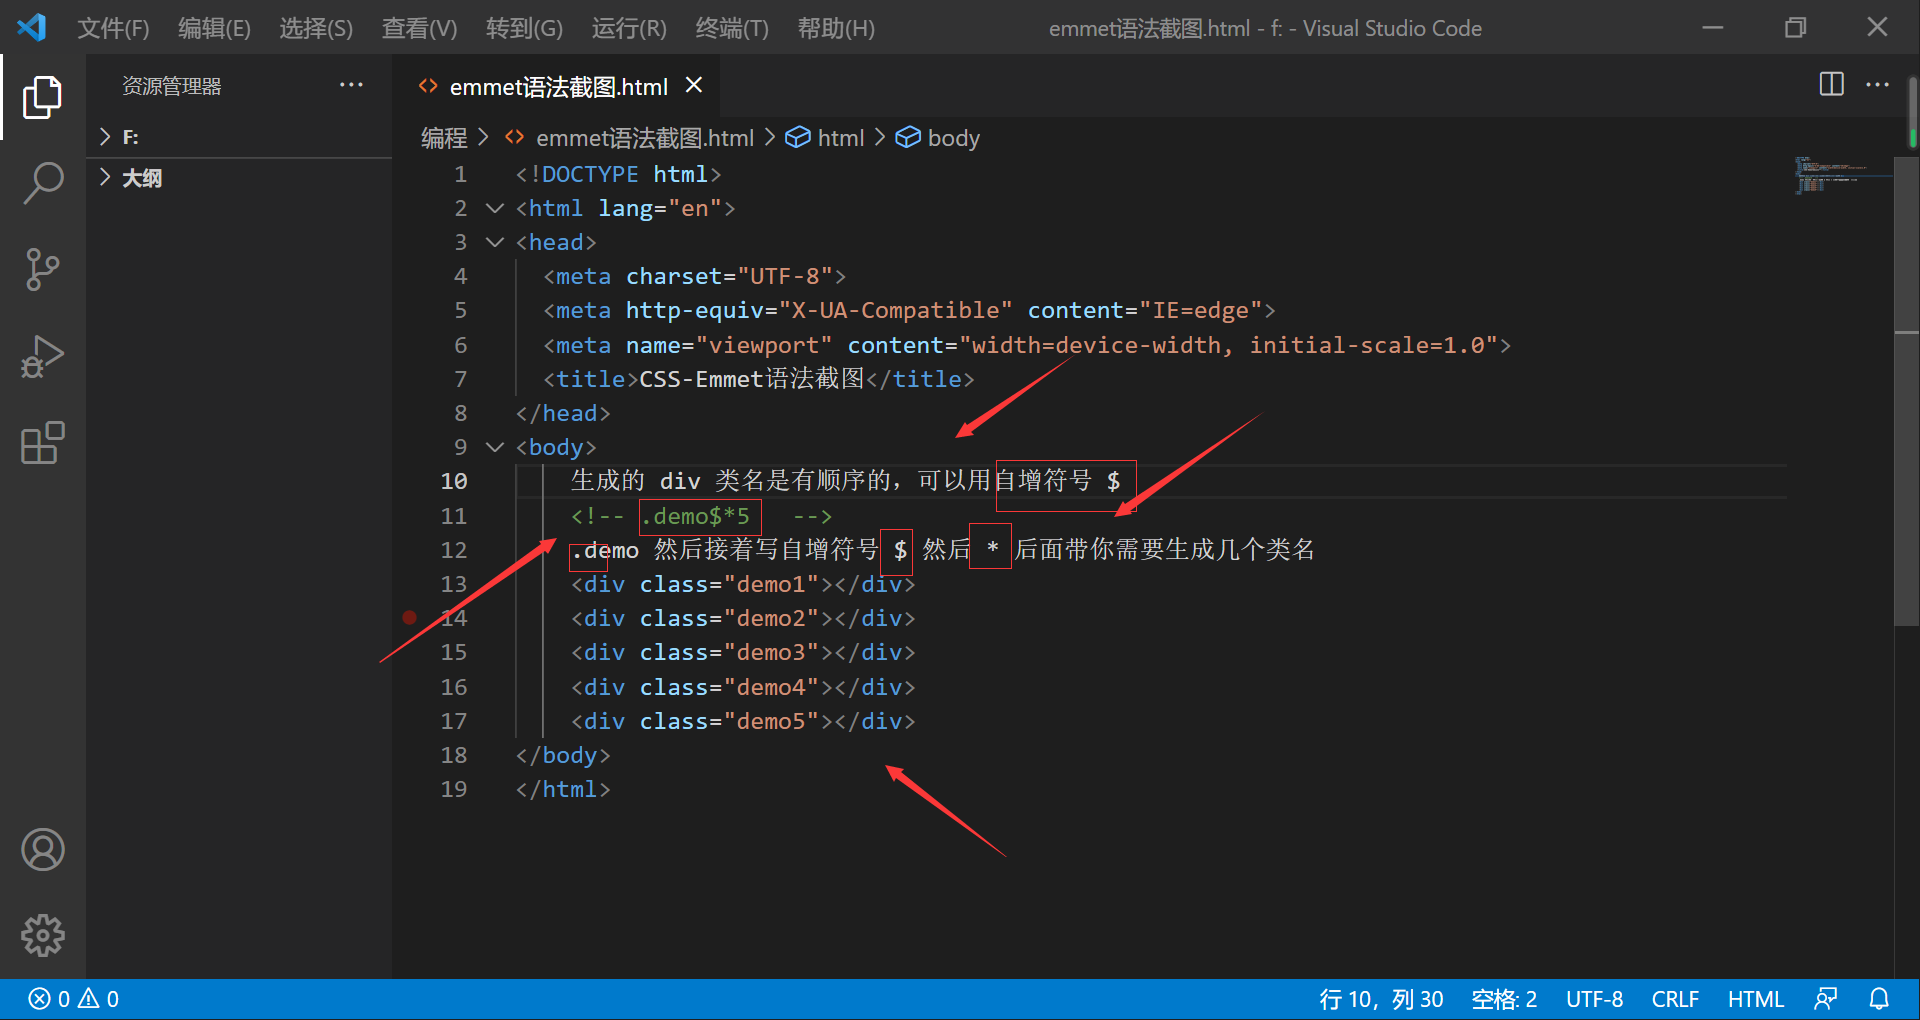 文件(F) 编辑(E) 选择(S) 查看(V) 转到(G) 运行(R) 终端(T) 帮助(H) emmet语法截图.html - f: - Visual Studio Code
资源管理器
F:
大纲
emmet语法截图.html
编程 > emmet语法截图.html > html > body
1 <!DOCTYPE html>
2 <html lang="en">
3 <head>
4 <meta charset="UTF-8">
5 <meta http-equiv="X-UA-Compatible" content="IE=edge">
6 <meta name="viewport" content="width=device-width, initial-scale=1.0">
7 <title>CSS-Emmet语法截图</title>
8 </head>
9 <body>
10 生成的 div 类名是有顺序的，可以用自增符号 $
11 <!-- .demo$*5 -->
12 .demo 然后接着写自增符号 $ 然后 * 后面带你需要生成几个类名
13 <div class="demo1"></div>
14 <div class="demo2"></div>
15 <div class="demo3"></div>
16 <div class="demo4"></div>
17 <div class="demo5"></div>
18 </body>
19 </html>
0 0 行 10，列 30 空格: 2 UTF-8 CRLF HTML